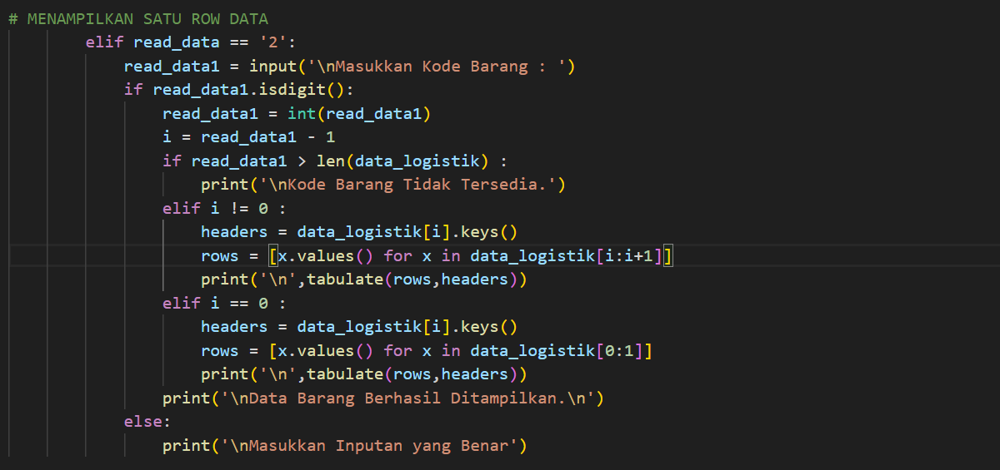 # MENAMPILKAN SATU ROW DATA
        elif read_data == '2':
            read_data1 = input('\nMasukkan Kode Barang : ')
            if read_data1.isdigit():
                read_data1 = int(read_data1)
                i = read_data1 - 1
                if read_data1 > len(data_logistik) :
                    print('\nKode Barang Tidak Tersedia.')
                elif i != 0 :
                    headers = data_logistik[i].keys()
                    rows = [x.values() for x in data_logistik[i:i+1]]
                    print('\n',tabulate(rows,headers))
                elif i == 0 :
                    headers = data_logistik[i].keys()
                    rows = [x.values() for x in data_logistik[0:1]]
                    print('\n',tabulate(rows,headers))
                print('\nData Barang Berhasil Ditampilkan.\n')
            else:
                print('\nMasukkan Inputan yang Benar')